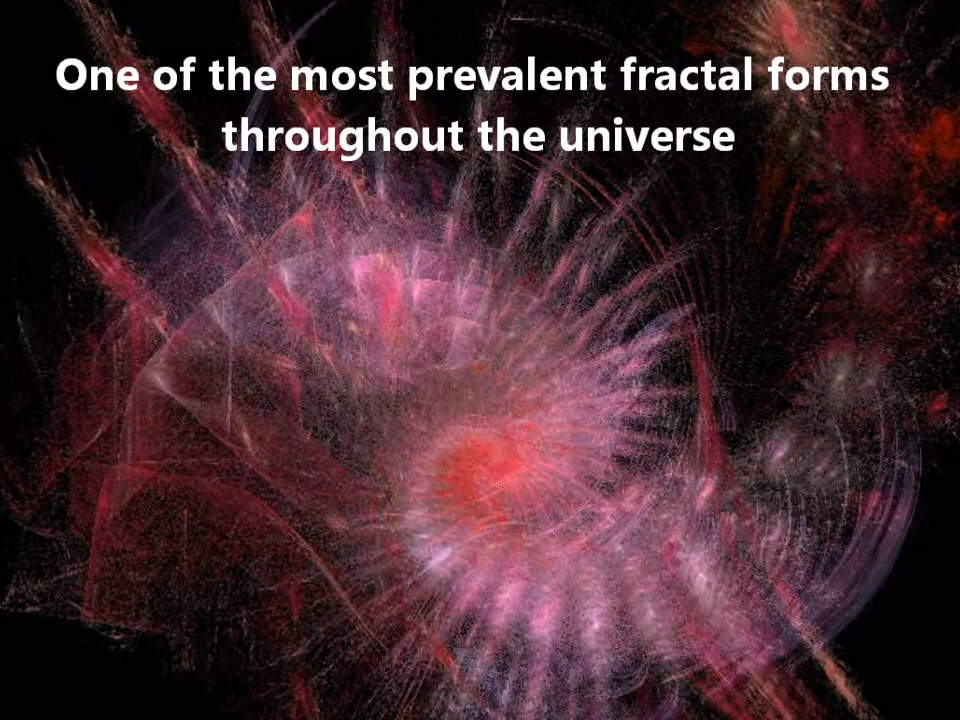 One of the most prevalent fractal forms
throughout the universe